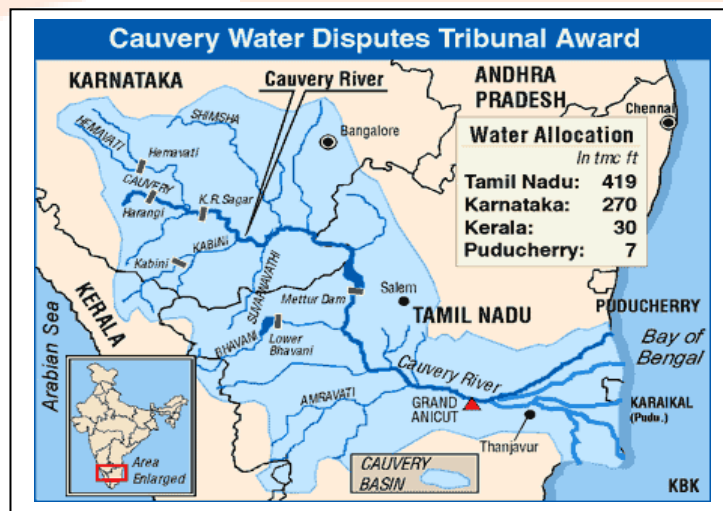 Cauvery Water Disputes Tribunal Award
KARNATAKA
Cauvery River
ANDHRA
PRADESH
Chennai
HEMAVATI
SHIMSHA
Hemavati
Bangalore
Water Allocation
In tmc ft
Tamil Nadu: 419
Karnataka: 270
Kerala: 30
Puducherry: 7
CAUVERY
Harangi
K.R.Sagar
Kabini
KABINI
SUVARNAVATHI
Mettur Dam
Salem
TAMIL NADU
PUDUCHERRY
KERALA
Arabian Sea
BHAVANI
Lower
Bhavani
Bay of
Bengal
Cauvery River
AMRAVATI
GRAND
ANICUT
KARAIKAL
(Pudu.)
Thanjavur
Area
Enlarged
CAUVERY
BASIN
KBK